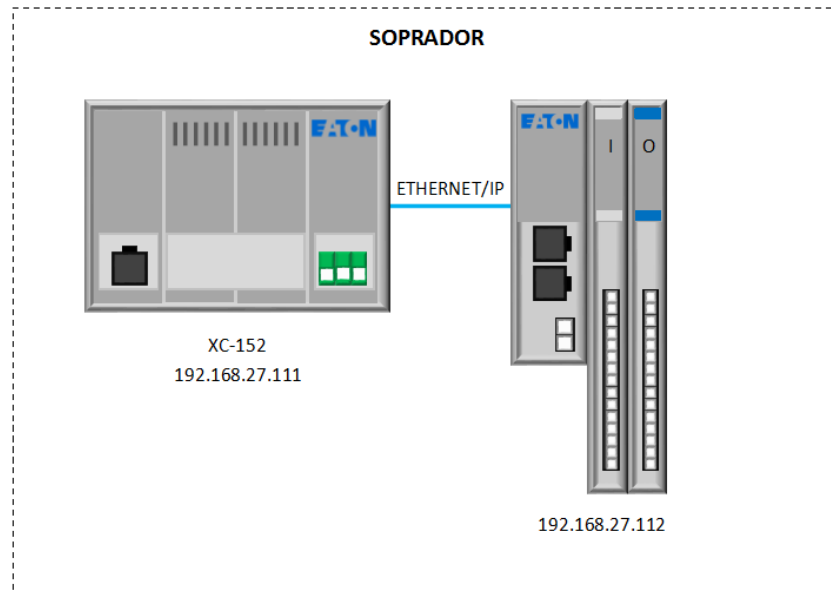 SOPRADOR
EATON
EATON
I
O
ETHERNET/IP
XC-152
192.168.27.111
192.168.27.112